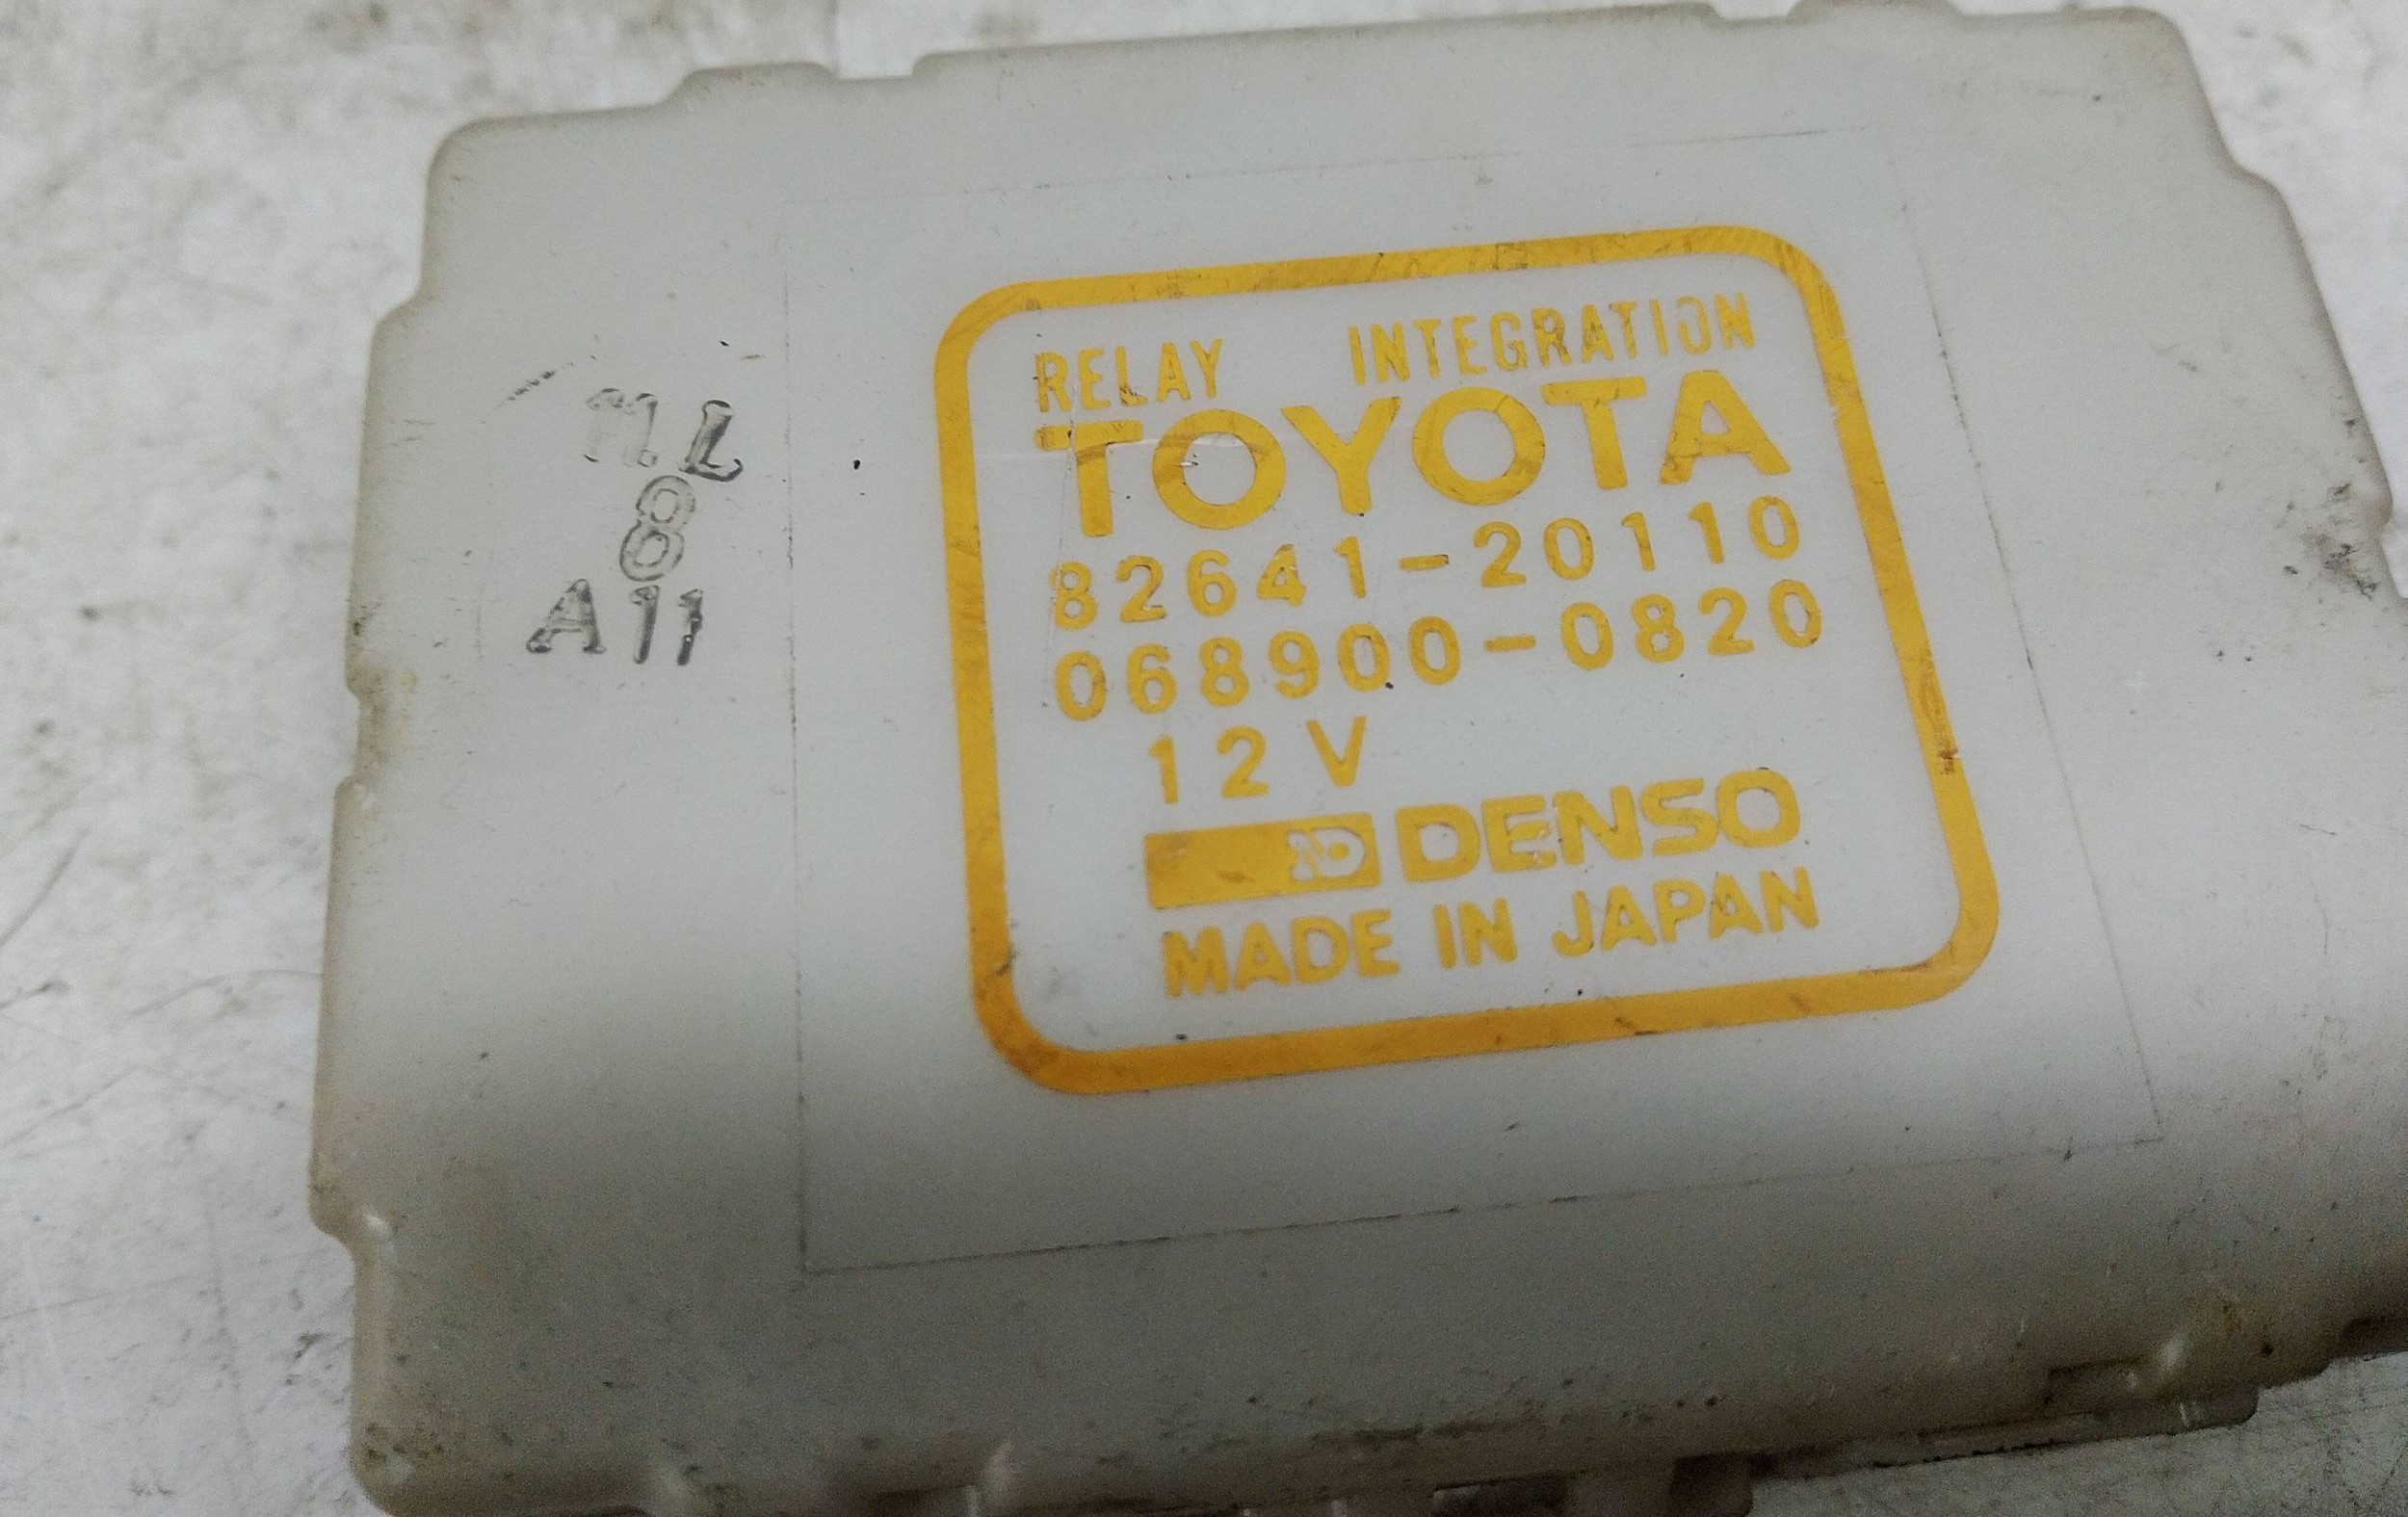 8
A11
RELAY INTEGRATION
TOYOTA
82641-20110
068900-0820
12V
DENSO
MADE IN JAPAN